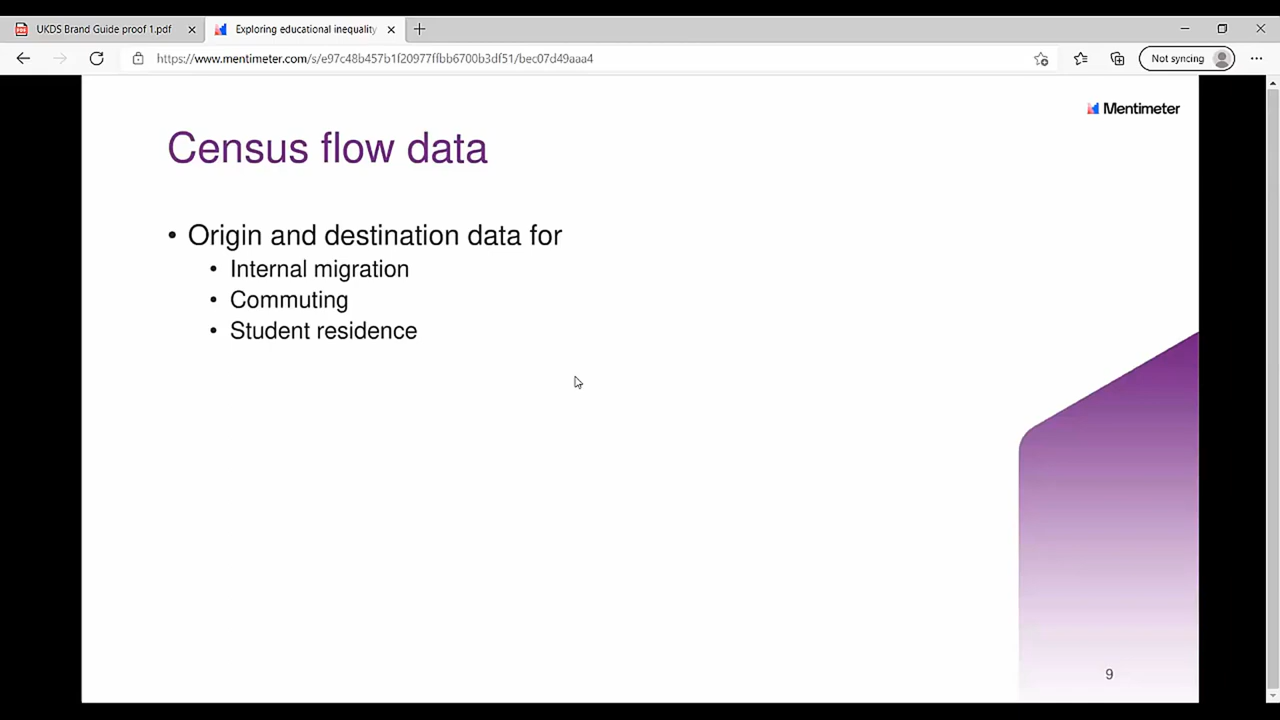 UKDS Brand Guide proof 1.pdf
Exploring educational inequality
https://www.mentimeter.com/s/e97c48b457b1f20977ffbb6700b3df51/bec07d49aaa4
Not syncing
Mentimeter
Census flow data
• Origin and destination data for
• Internal migration
• Commuting
• Student residence
9